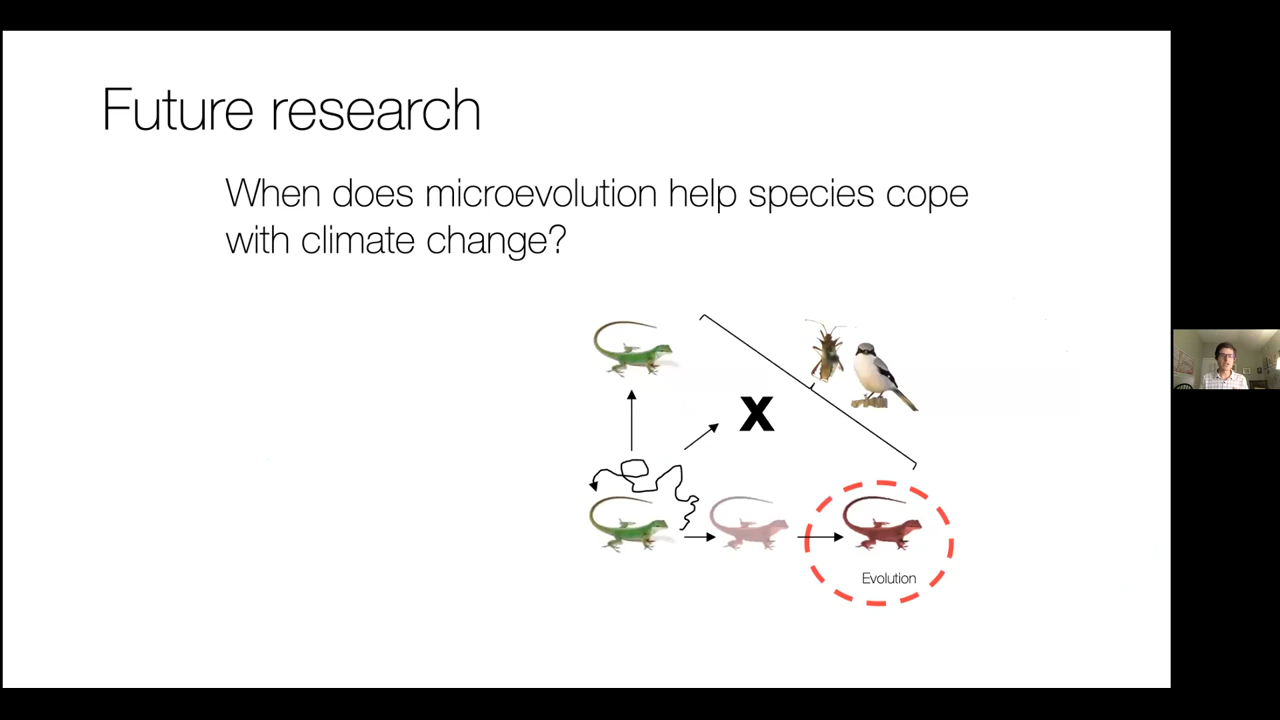 Future research
When does microevolution help species cope
with climate change?
X
Evolution